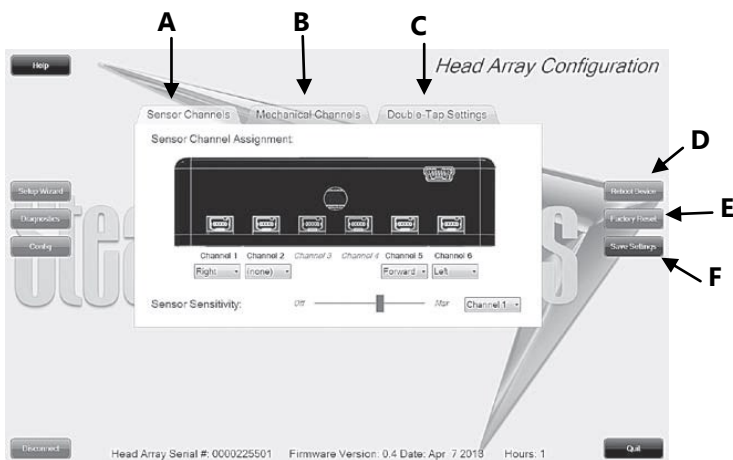 A
B
C
Help
Head Array Configuration
Sensor Channels Mechanical Channels Double-Tap Settings
Sensor Channel Assignment:
D
Setup Wizard
Reboot Device
E
Diagnostics
Factory Reset
Config
Save Settings
F
Channel 1 Channel 2 Channel 3 Channel 4 Channel 5 Channel 6
Right (none) Forward Left
Sensor Sensitivity: Off Max Channel 1
Disconnect
Head Array Serial #: 0000225501 Firmware Version: 0.4 Date: Apr 7 2013 Hours: 1
Quit